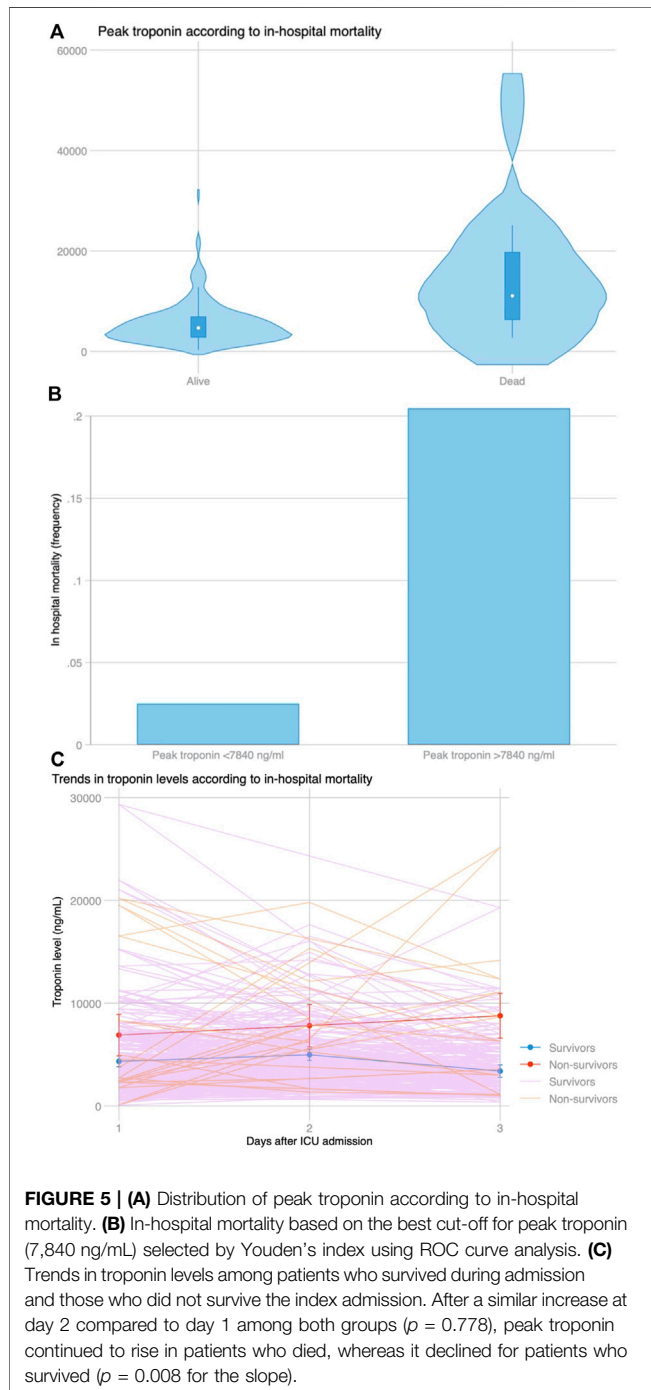 A Peak troponin according to in-hospital mortality
60000
40000
20000
0
Alive Dead
B
.2
.15
.1
.05
0
In hospital mortality (frequency)
Peak troponin <7840 ng/ml Peak troponin >7840 ng/ml
C
Trends in troponin levels according to in-hospital mortality
30000
20000
10000
0
Troponin level (ng/mL)
1 2 3
Days after ICU admission
Survivors
Non-survivors
Survivors
Non-survivors
FIGURE 5 | (A) Distribution of peak troponin according to in-hospital
mortality. (B) In-hospital mortality based on the best cut-off for peak troponin
(7,840 ng/mL) selected by Youden's index using ROC curve analysis. (C)
Trends in troponin levels among patients who survived during admission
and those who did not survive the index admission. After a similar increase at
day 2 compared to day 1 among both groups (p = 0.778), peak troponin
continued to rise in patients who died, whereas it declined for patients who
survived (p = 0.008 for the slope).